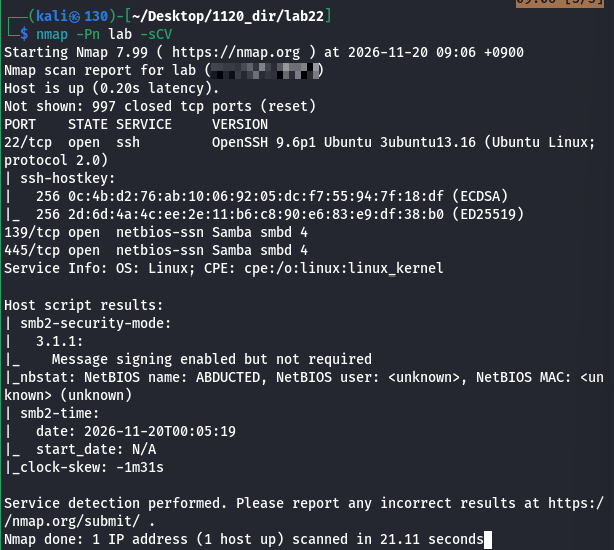 (kali㉿130)-[~/Desktop/1120_dir/lab22]
$ nmap -Pn lab -sCV
Starting Nmap 7.99 ( https://nmap.org ) at 2026-11-20 09:06 +0900
Nmap scan report for lab ( )
Host is up (0.20s latency).
Not shown: 997 closed tcp ports (reset)
PORT    STATE SERVICE     VERSION
22/tcp  open  ssh         OpenSSH 9.6p1 Ubuntu 3ubuntu13.16 (Ubuntu Linux;
protocol 2.0)
| ssh-hostkey:
|   256 0c:4b:d2:76:ab:10:06:92:05:dc:f7:55:94:7f:18:df (ECDSA)
|_  256 2d:6d:4a:4c:ee:2e:11:b6:c8:90:e6:83:e9:df:38:b0 (ED25519)
139/tcp open  netbios-ssn Samba smbd 4
445/tcp open  netbios-ssn Samba smbd 4
Service Info: OS: Linux; CPE: cpe:/o:linux:linux_kernel
Host script results:
| smb2-security-mode:
|   3.1.1:
|_    Message signing enabled but not required
|_nbstat: NetBIOS name: ABDUCTED, NetBIOS user: <unknown>, NetBIOS MAC: <un
known> (unknown)
| smb2-time:
|   date: 2026-11-20T00:05:19
|_  start_date: N/A
|_clock-skew: -1m31s
Service detection performed. Please report any incorrect results at https:/
/nmap.org/submit/ .
Nmap done: 1 IP address (1 host up) scanned in 21.11 seconds